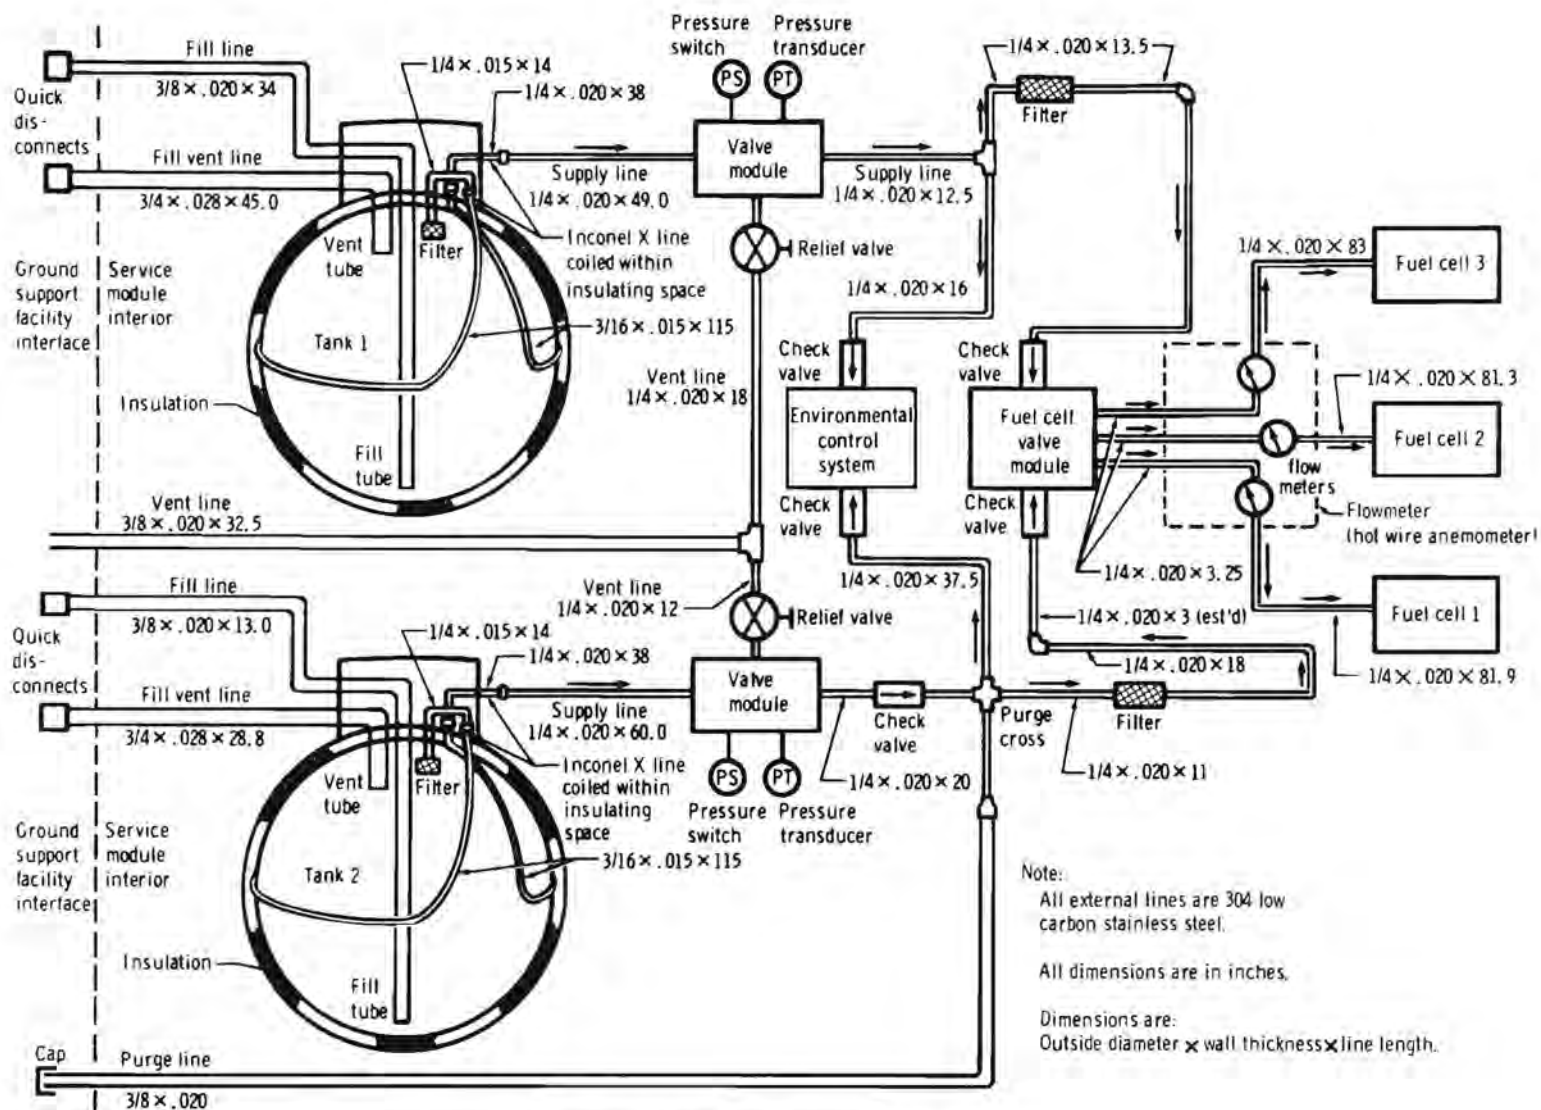 Pressure
switch
Pressure
transducer
PS
PT
Fill line
3/8 × .020 × 34
Quick
dis-
connects
Fill vent line
3/4 × .028 × 45.0
1/4 × .015 × 14
1/4 × .020 × 38
Supply line
1/4 × .020 × 49.0
Valve
module
Supply line
1/4 × .020 × 12.5
1/4 × .020 × 13.5
Filter
Vent
tube
Filter
Inconel X line
coiled within
insulating space
3/16 × .015 × 115
Relief valve
1/4 × .020 × 16
1/4 × .020 × 83
Fuel cell 3
Ground
support
facility
interface
Service
module
interior
Tank 1
Insulation
Fill
tube
Vent line
1/4 × .020 × 18
Check
valve
Environmental
control
system
Check
valve
Check
valve
Fuel cell
valve
module
Check
valve
1/4 × .020 × 81.3
Fuel cell 2
flow
meters
Flowmeter
(hot wire anemometer)
Vent line
3/8 × .020 × 32.5
Vent line
1/4 × .020 × 12
1/4 × .020 × 37.5
1/4 × .020 × 3.25
1/4 × .020 × 3 (est'd)
1/4 × .020 × 18
Fuel cell 1
1/4 × .020 × 81.9
Fill line
3/8 × .020 × 13.0
Quick
dis-
connects
Fill vent line
3/4 × .028 × 28.8
1/4 × .015 × 14
1/4 × .020 × 38
Supply line
1/4 × .020 × 60.0
Relief valve
Valve
module
Check
valve
Purge
cross
Filter
1/4 × .020 × 20
1/4 × .020 × 11
PS
PT
Pressure
switch
Pressure
transducer
Vent
tube
Filter
Inconel X line
coiled within
insulating
space
3/16 × .015 × 115
Ground
support
facility
interface
Service
module
interior
Tank 2
Insulation
Fill
tube
Cap
Purge line
3/8 × .020
Note:
All external lines are 304 low
carbon stainless steel.
All dimensions are in inches.
Dimensions are:
Outside diameter × wall thickness × line length.